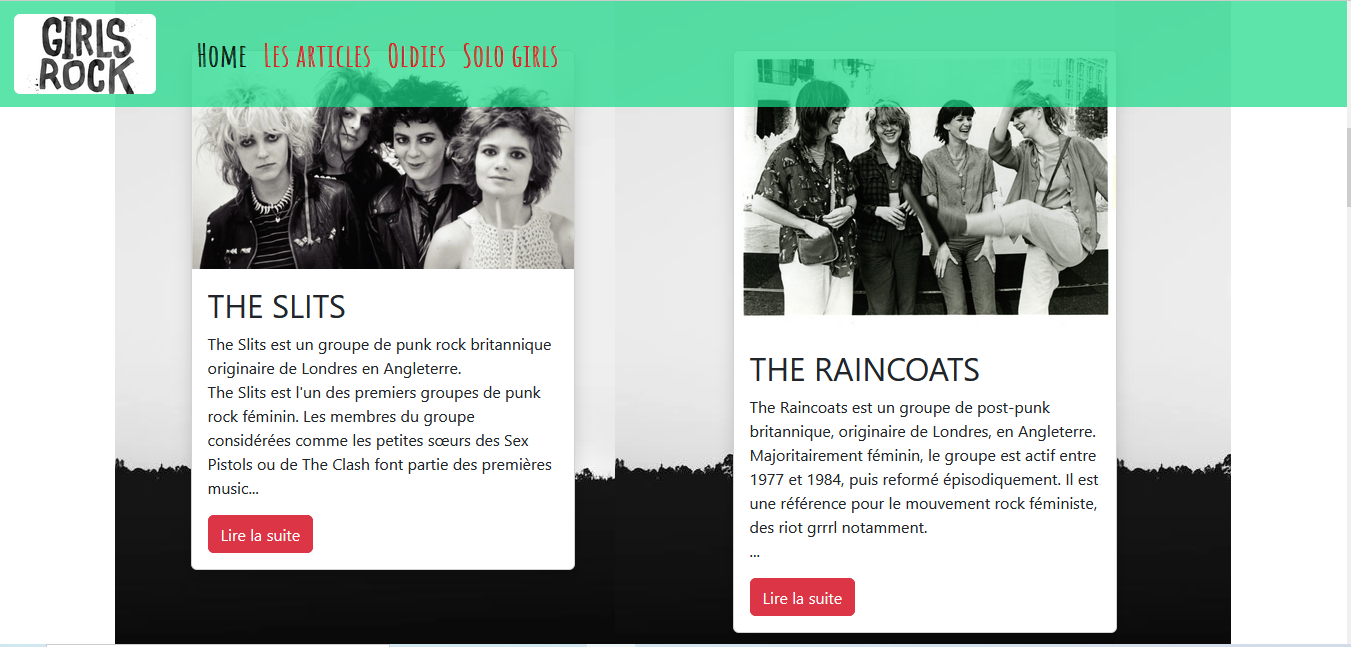 GIRLS
ROCK
Home Les articles Oldies Solo girls
THE SLITS
The Slits est un groupe de punk rock britannique
originaire de Londres en Angleterre.
The Slits est l'un des premiers groupes de punk
rock féminin. Les membres du groupe
considérées comme les petites sœurs des Sex
Pistols ou de The Clash font partie des premières
music...
Lire la suite
THE RAINCOATS
The Raincoats est un groupe de post-punk
britannique, originaire de Londres, en Angleterre.
Majoritairement féminin, le groupe est actif entre
1977 et 1984, puis reformé épisodiquement. Il est
une référence pour le mouvement rock féministe,
des riot grrrl notamment.
...
Lire la suite